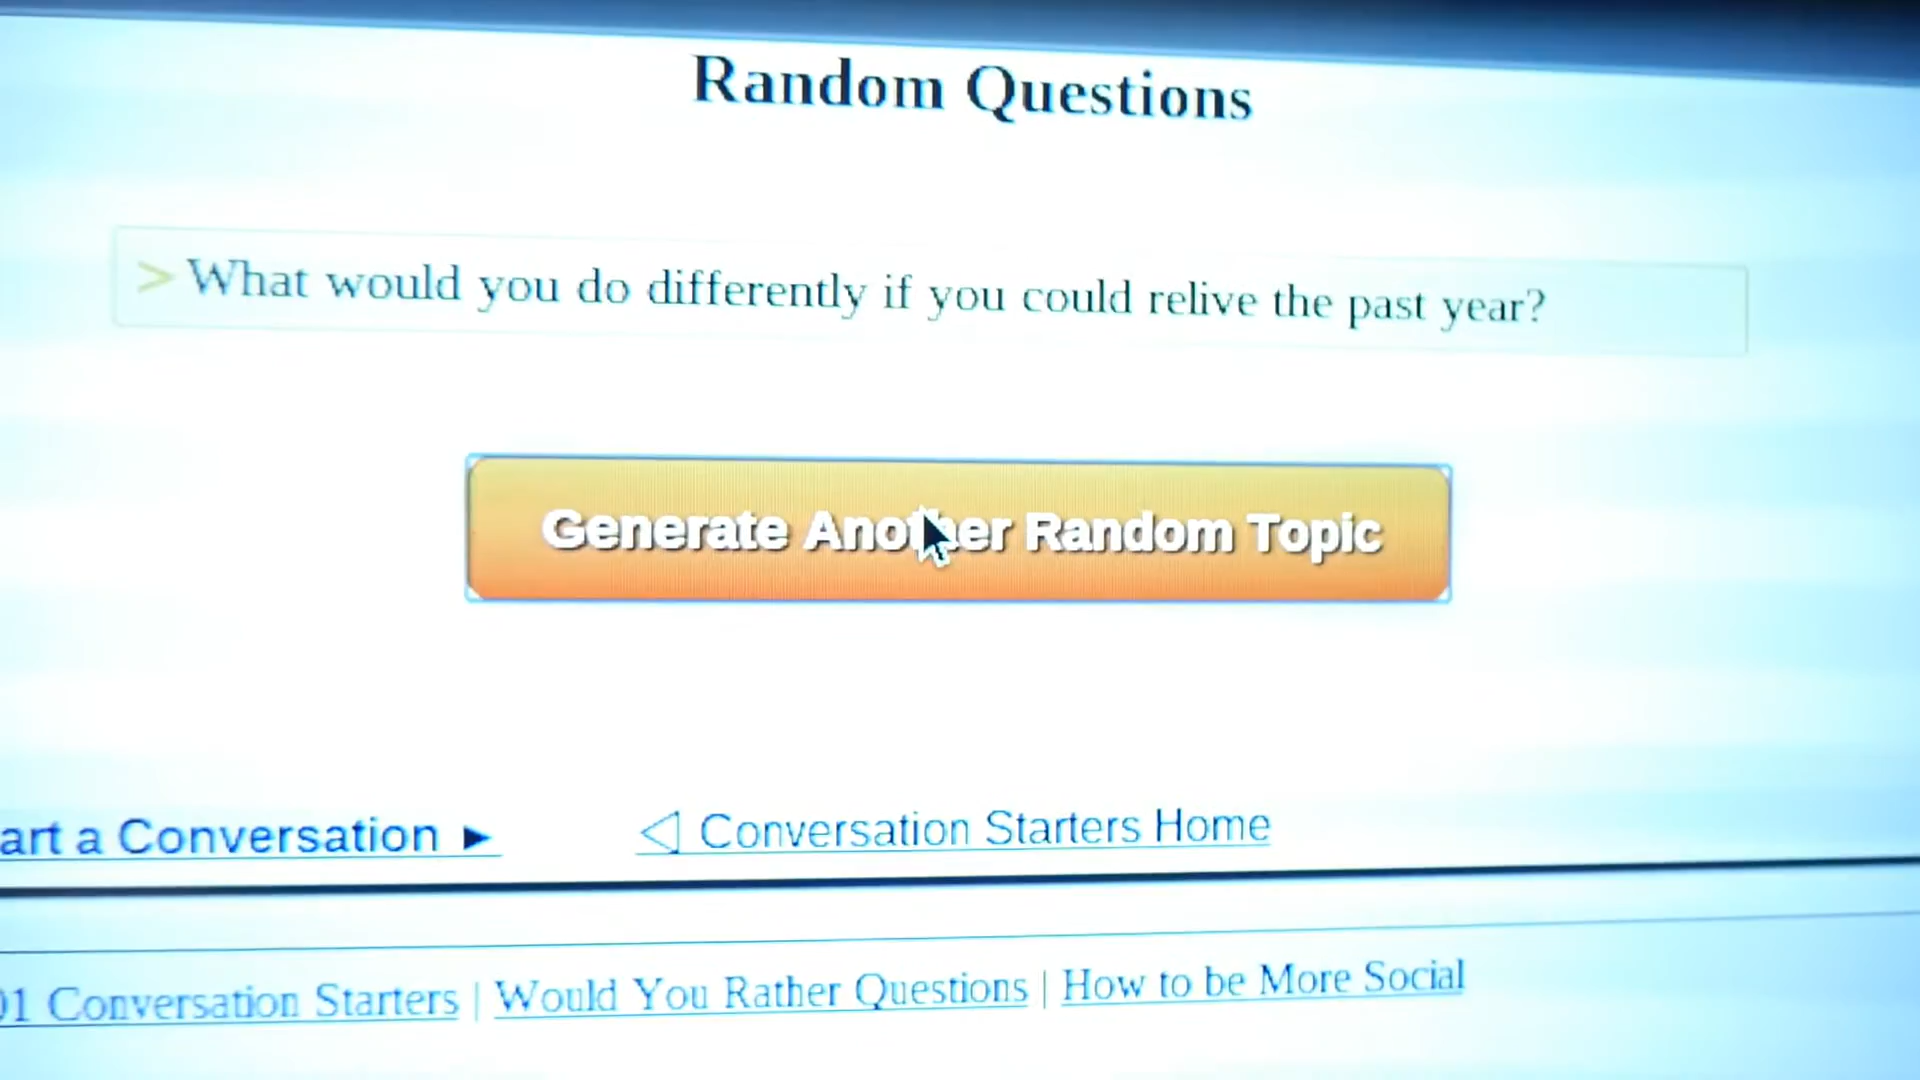 Random Questions
> What would you do differently if you could relive the past year?
Generate Another Random Topic
art a Conversation ► ◁ Conversation Starters Home
01 Conversation Starters | Would You Rather Questions | How to be More Social